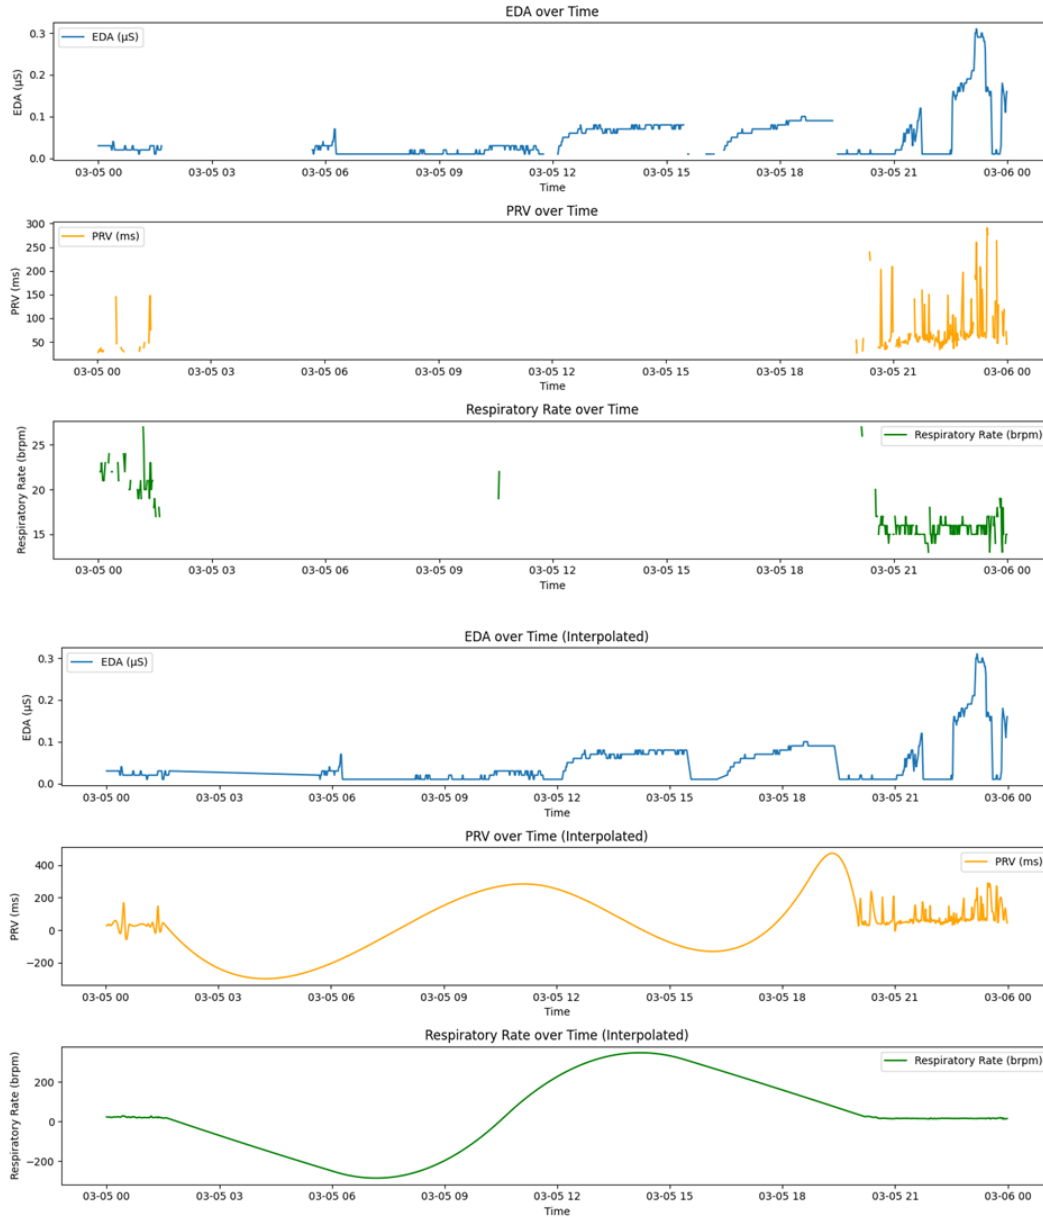 EDA over Time
EDA (µS)
EDA (µS)
0.3
0.2
0.1
0.0
03-05 00 03-05 03 03-05 06 03-05 09 03-05 12 03-05 15 03-05 18 03-05 21 03-06 00
Time
PRV over Time
PRV (ms)
PRV (ms)
300
250
200
150
100
50
03-05 00 03-05 03 03-05 06 03-05 09 03-05 12 03-05 15 03-05 18 03-05 21 03-06 00
Time
Respiratory Rate over Time
Respiratory Rate (brpm)
Respiratory Rate (brpm)
25
20
15
03-05 00 03-05 03 03-05 06 03-05 09 03-05 12 03-05 15 03-05 18 03-05 21 03-06 00
Time
EDA over Time (Interpolated)
EDA (µS)
EDA (µS)
0.3
0.2
0.1
0.0
03-05 00 03-05 03 03-05 06 03-05 09 03-05 12 03-05 15 03-05 18 03-05 21 03-06 00
Time
PRV over Time (Interpolated)
PRV (ms)
PRV (ms)
400
200
0
−200
03-05 00 03-05 03 03-05 06 03-05 09 03-05 12 03-05 15 03-05 18 03-05 21 03-06 00
Time
Respiratory Rate over Time (Interpolated)
Respiratory Rate (brpm)
Respiratory Rate (brpm)
200
0
−200
03-05 00 03-05 03 03-05 06 03-05 09 03-05 12 03-05 15 03-05 18 03-05 21 03-06 00
Time